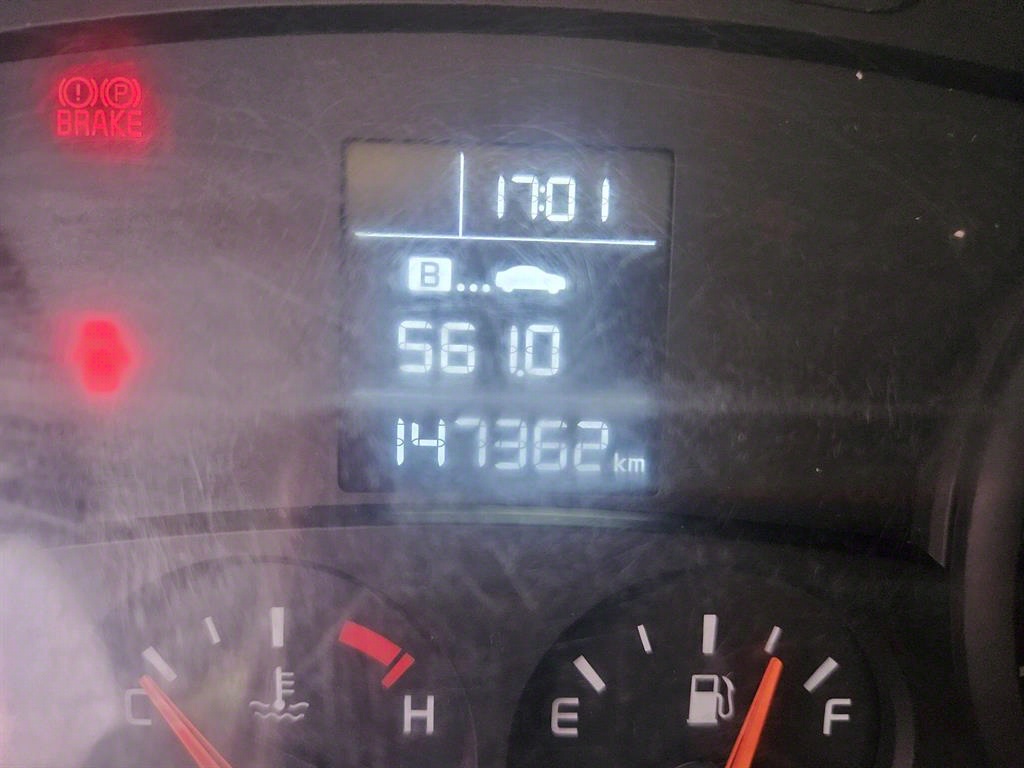 ! P
BRAKE
17:01
B...
561.0
147362 km
C H
E F